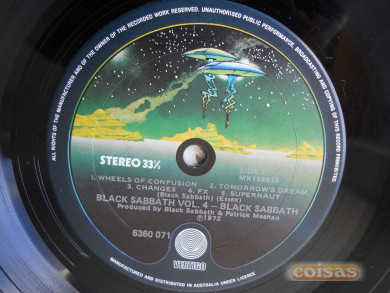 ALL RIGHTS OF THE MANUFACTURER AND OF THE OWNER OF THE RECORDED WORK RESERVED. UNAUTHORISED PUBLIC PERFORMANCE, BROADCASTING AND COPYING OF THIS RECORD PROHIBITED.
STEREO 33⅓
SIDE
1. WHEELS OF CONFUSION 2. TOMORROW'S DREAM
3. CHANGES 4. FX 5. SUPERNAUT
(Black Sabbath) (Essex)
BLACK SABBATH VOL. 4 — BLACK SABBATH
Produced by Black Sabbath & Patrick Meehan
℗1972
6360 071
VERTIGO
MANUFACTURED AND DISTRIBUTED IN AUSTRALIA UNDER LICENCE
coisas